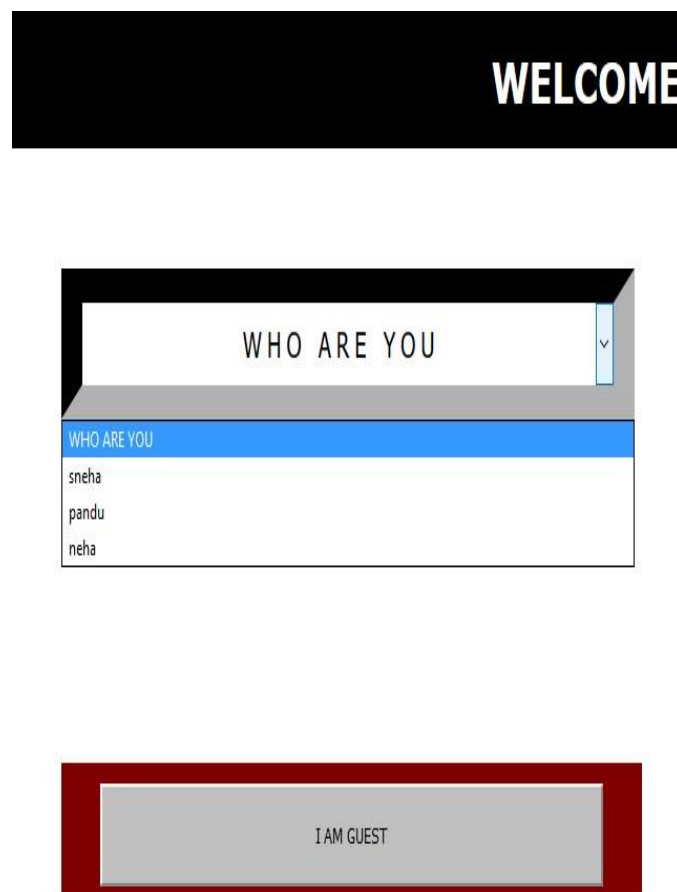 WELCOME
WHO ARE YOU
WHO ARE YOU
sneha
pandu
neha
I AM GUEST